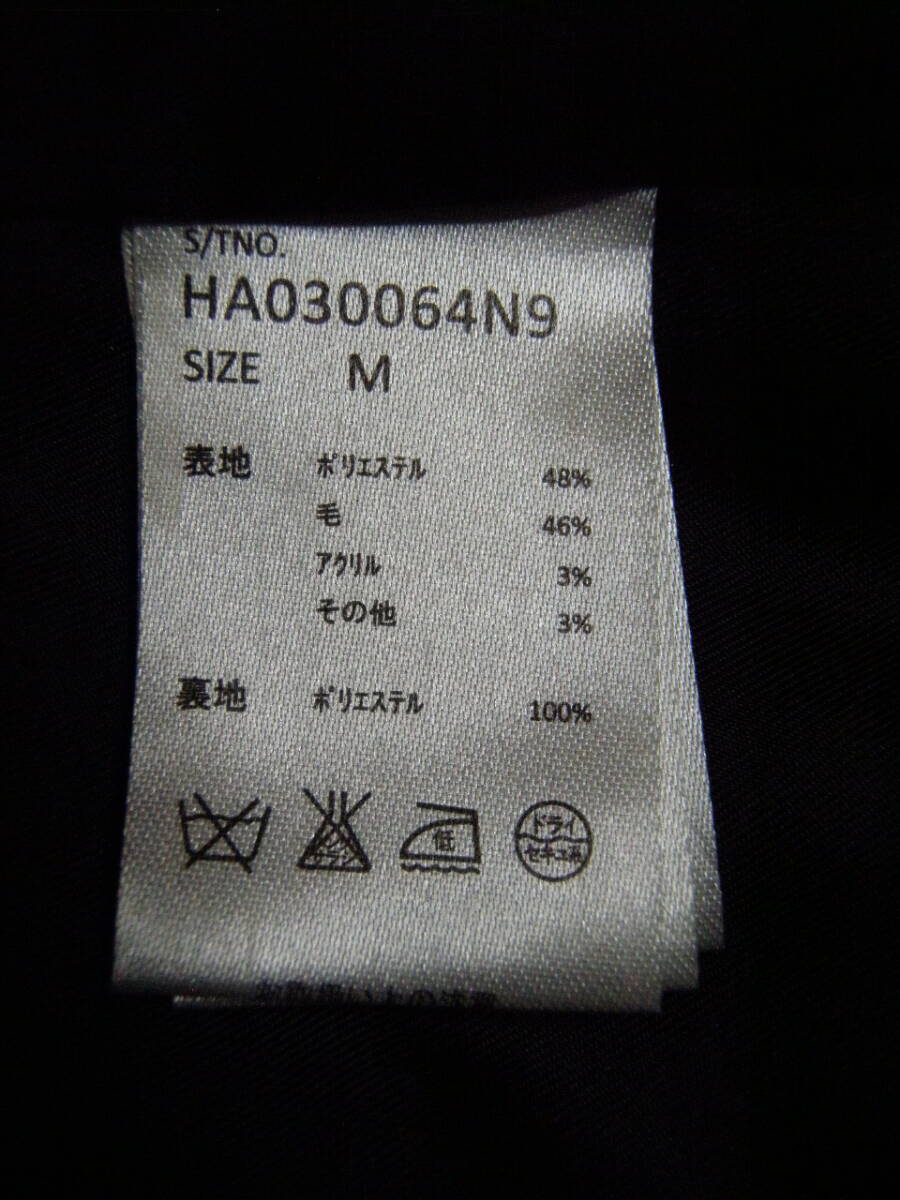 S/TNO.
HA030064N9
SIZE M
表地 ポリエステル 48%
毛 46%
アクリル 3%
その他 3%
裏地 ポリエステル 100%
低
ドライ
セキユ系